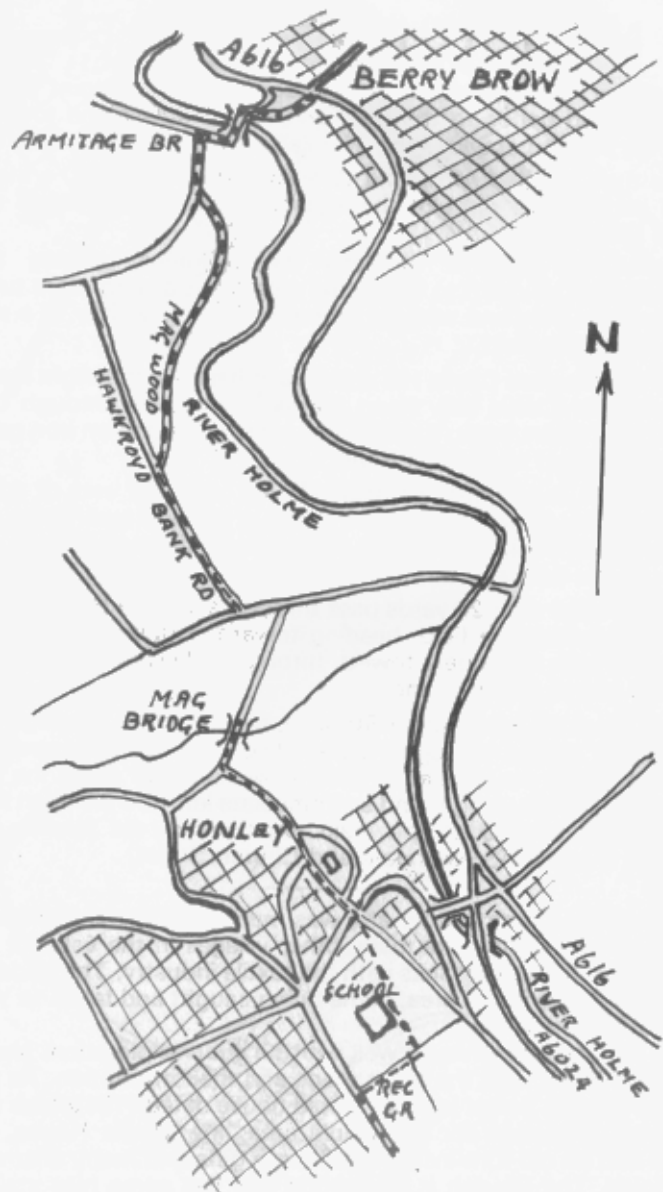 A616
BERRY BROW
ARMITAGE BR
N
MAG WOOD
RIVER HOLME
HAWKROYD BANK RD
MAG
BRIDGE
HONLEY
SCHOOL
A616
RIVER HOLME
A6024
REC
GR